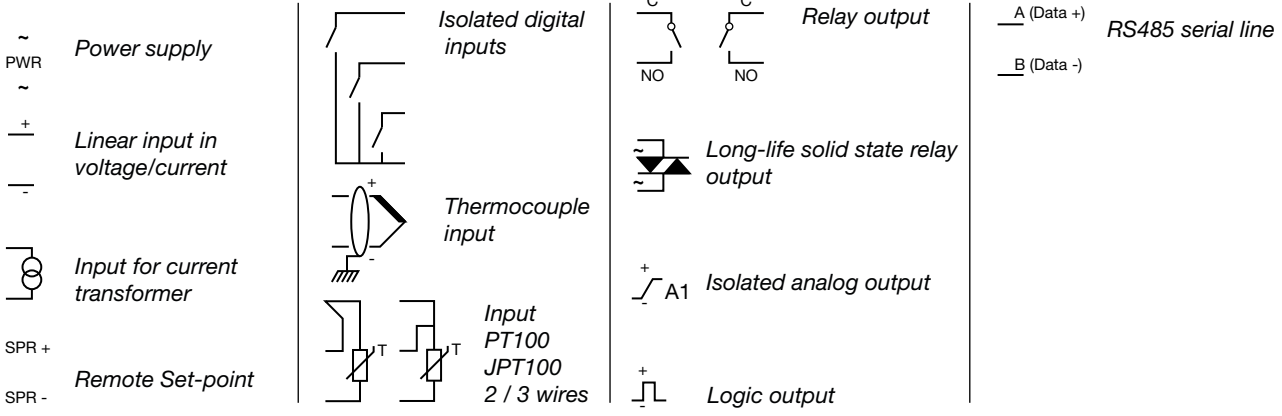 ~
PWR
~
Power supply
+
-
Linear input in
voltage/current
Input for current
transformer
SPR +
SPR -
Remote Set-point
Isolated digital
inputs
+
-
Thermocouple
input
T
T
Input
PT100
JPT100
2 / 3 wires
C
C
NO
NO
Relay output
~
~
Long-life solid state relay
output
+
A1
-
Isolated analog output
+
-
Logic output
A (Data +)
B (Data -)
RS485 serial line